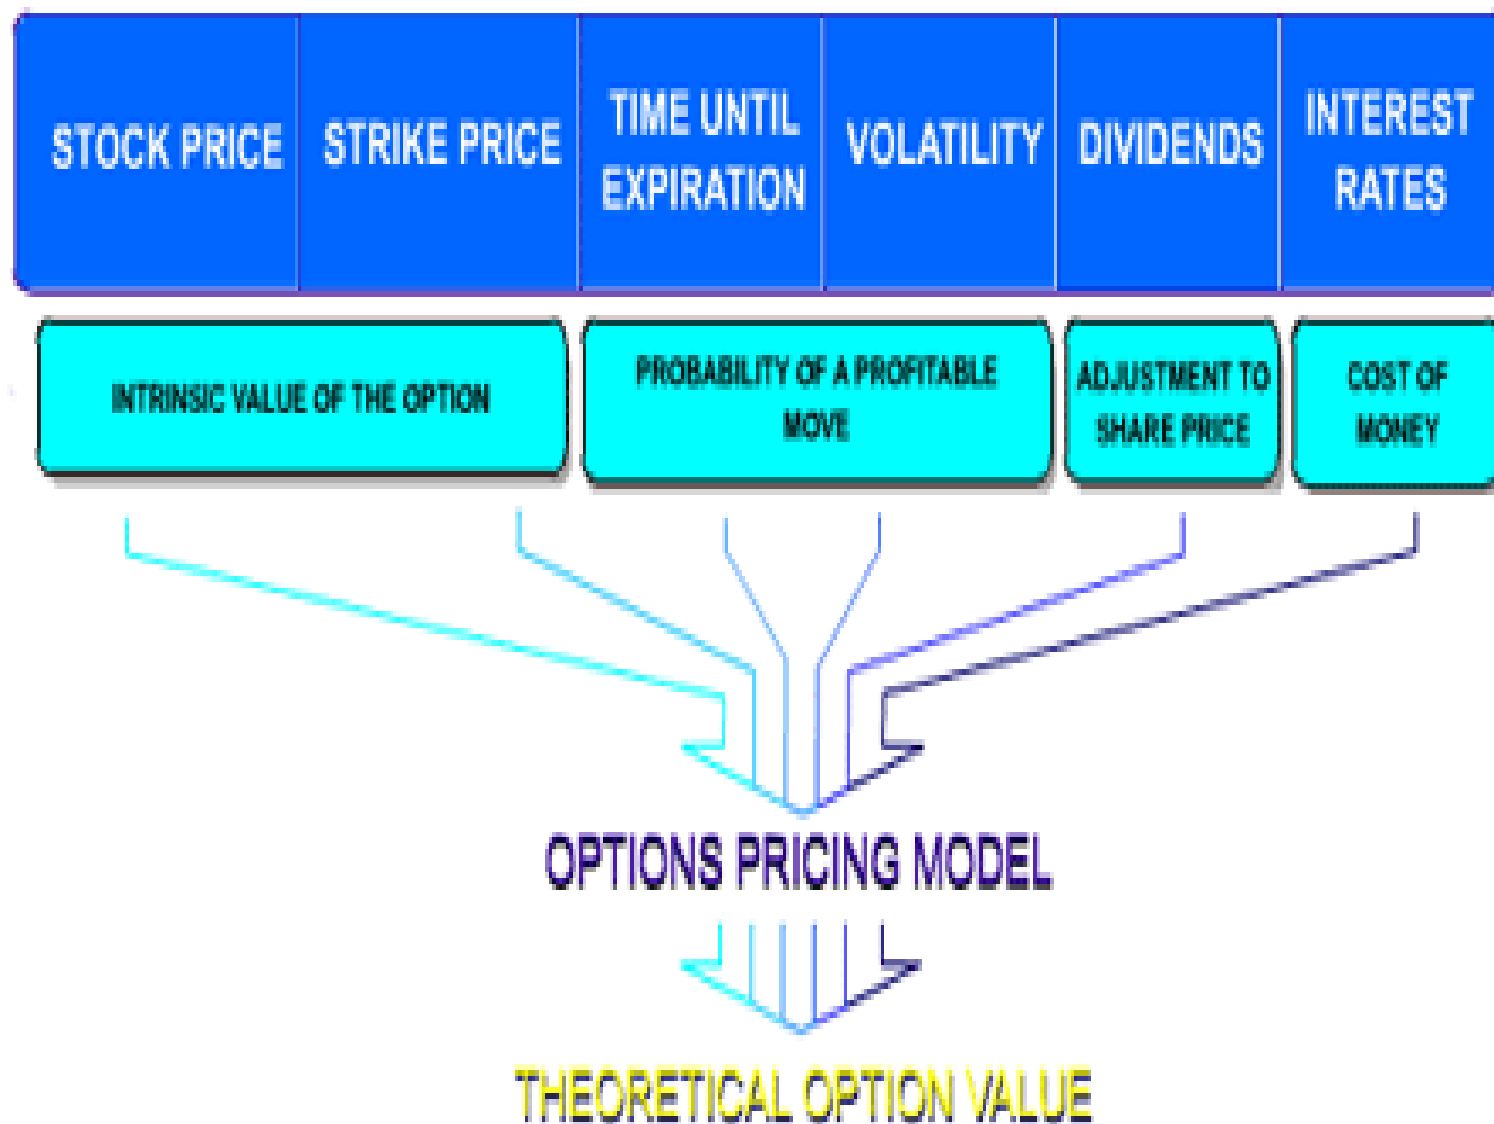 STOCK PRICE
STRIKE PRICE
TIME UNTIL
EXPIRATION
VOLATILITY
DIVIDENDS
INTEREST
RATES
INTRINSIC VALUE OF THE OPTION
PROBABILITY OF A PROFITABLE
MOVE
ADJUSTMENT TO
SHARE PRICE
COST OF
MONEY
OPTIONS PRICING MODEL
THEORETICAL OPTION VALUE